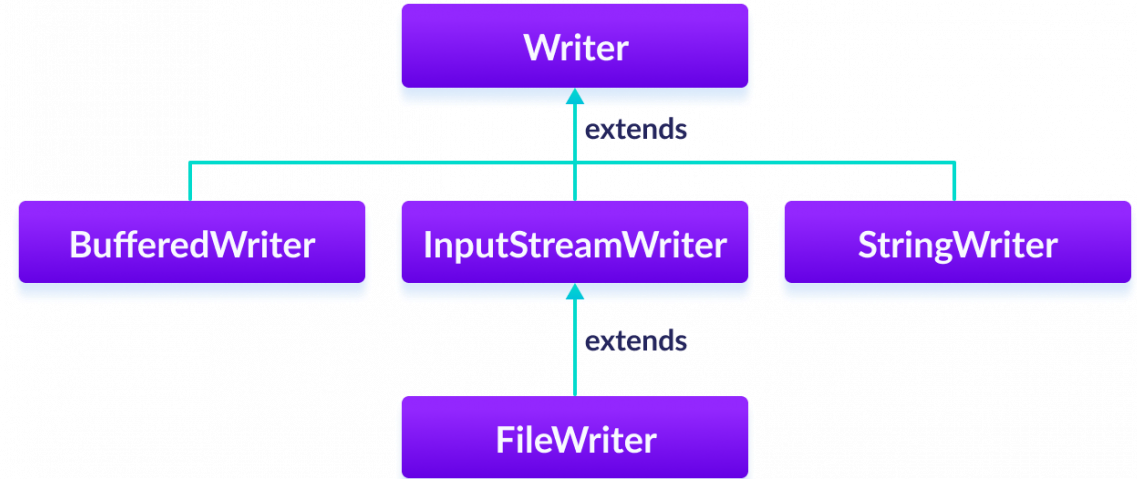 Writer
extends
BufferedWriter
InputStreamWriter
StringWriter
extends
FileWriter